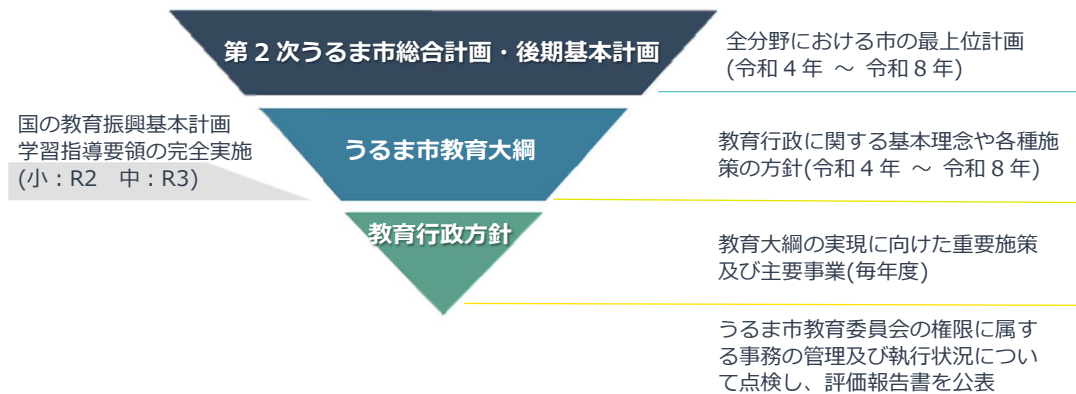 第2次うるま市総合計画・後期基本計画
全分野における市の最上位計画
(令和4年 ～ 令和8年)
国の教育振興基本計画
学習指導要領の完全実施
(小：R2　中：R3)
うるま市教育大綱
教育行政に関する基本理念や各種施
策の方針(令和4年 ～ 令和8年)
教育行政方針
教育大綱の実現に向けた重要施策
及び主要事業(毎年度)
うるま市教育委員会の権限に属す
る事務の管理及び執行状況につい
て点検し、評価報告書を公表